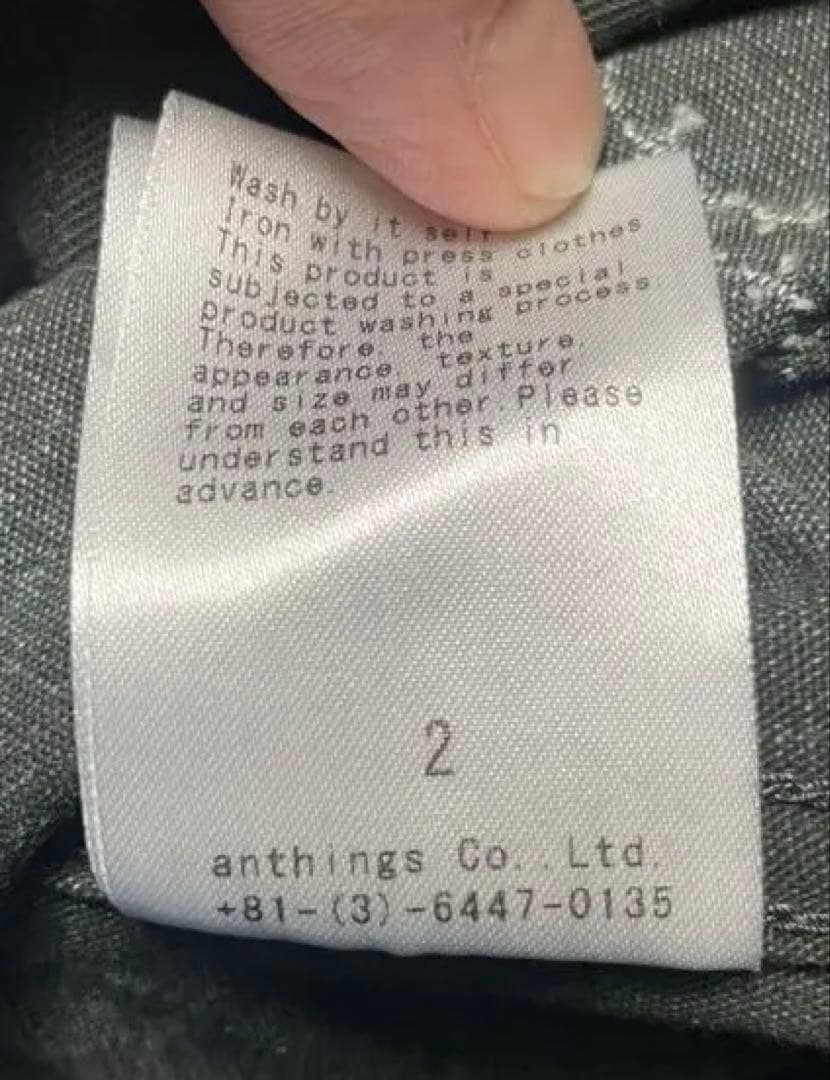 Wash by it self
Iron with press clothes
This product is
subjected to a special
product washing process
Therefore, the
appearance, texture,
and size may differ
from each other.Please
understand this in
advance.
2
anthings Co.,Ltd.
+81-(3)-6447-0135